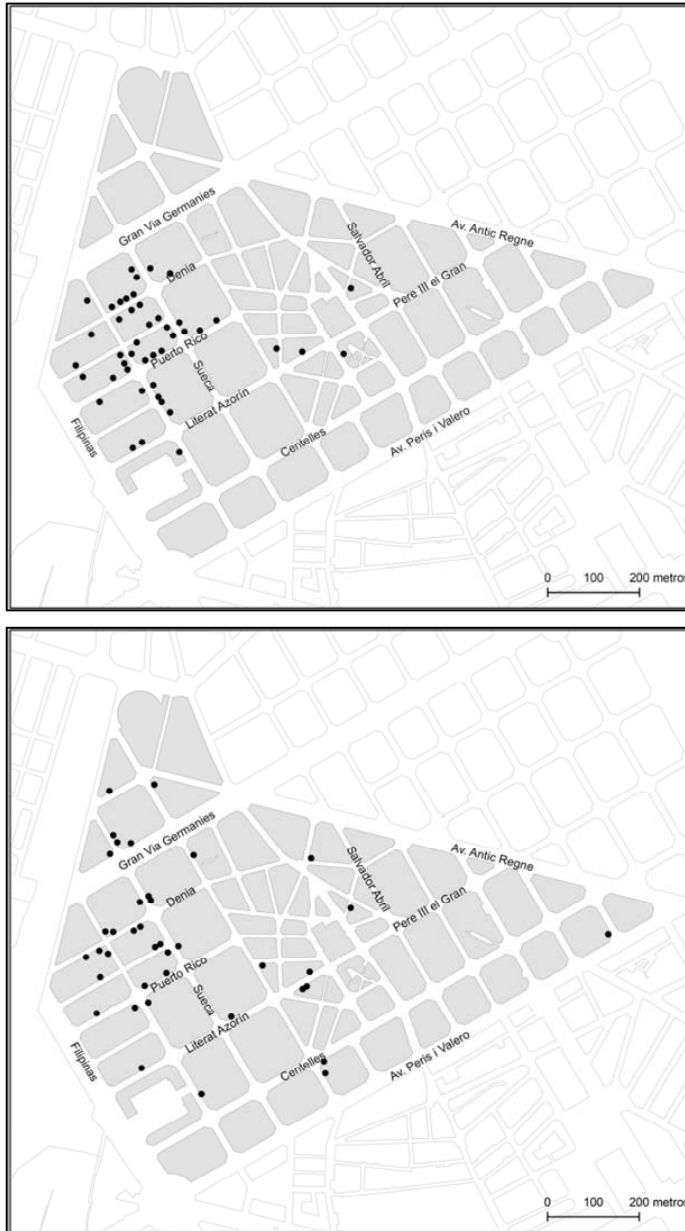 Gran Via Germanies
Salvador Abril
Av. Antic Regne
Denia
Pere III el Gran
Puerto Rico
Sueca
Literat Azorín
Filipinas
Centelles
Av. Peris i Valero
0 100 200 metros
Gran Via Germanies
Salvador Abril
Av. Antic Regne
Denia
Pere III el Gran
Puerto Rico
Sueca
Literat Azorín
Filipinas
Centelles
Av. Peris i Valero
0 100 200 metros